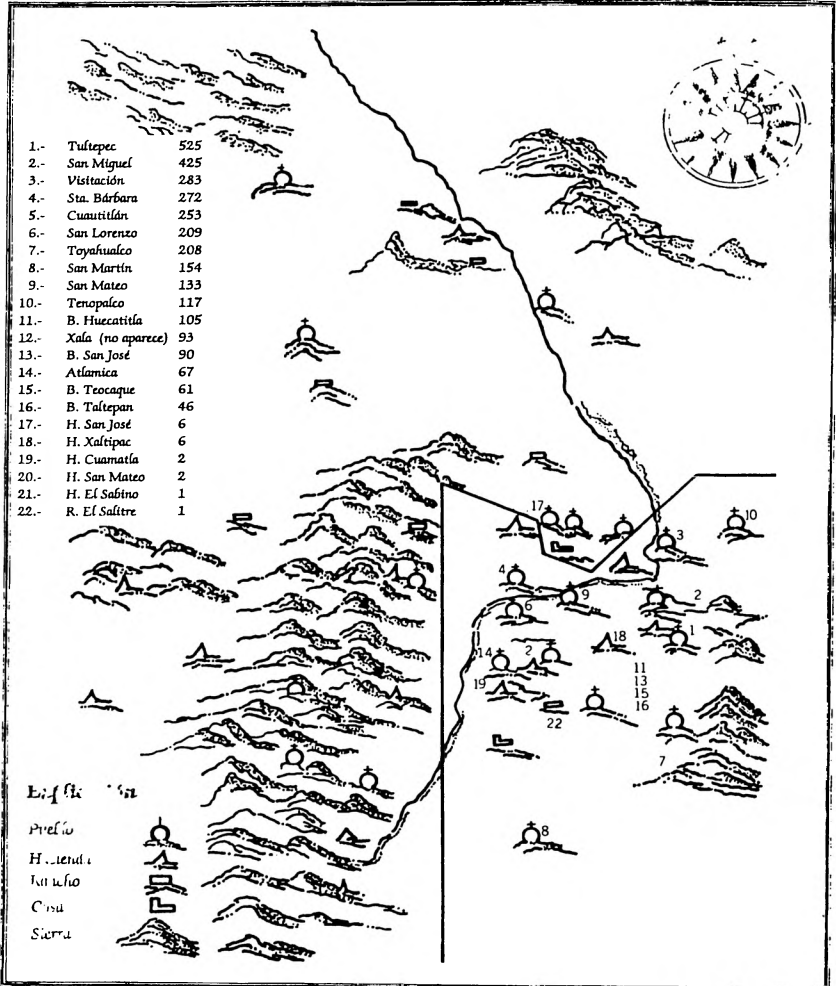 1.- Tultepec 525
2.- San Miguel 425
3.- Visitación 283
4.- Sta. Bárbara 272
5.- Cuautitlán 253
6.- San Lorenzo 209
7.- Toyahualco 208
8.- San Martín 154
9.- San Mateo 133
10.- Tenopalco 117
11.- B. Huecatitla 105
12.- Xala (no aparece) 93
13.- B. San José 90
14.- Atlamica 67
15.- B. Teocaque 61
16.- B. Taltepan 46
17.- H. San José 6
18.- H. Xaltipac 6
19.- H. Cuamatla 2
20.- H. San Mateo 2
21.- H. El Sabino 1
22.- R. El Salitre 1
17
10
3
4
9
2
6
1
18
14
2
11
13
19
15
16
22
7
8
Sierra